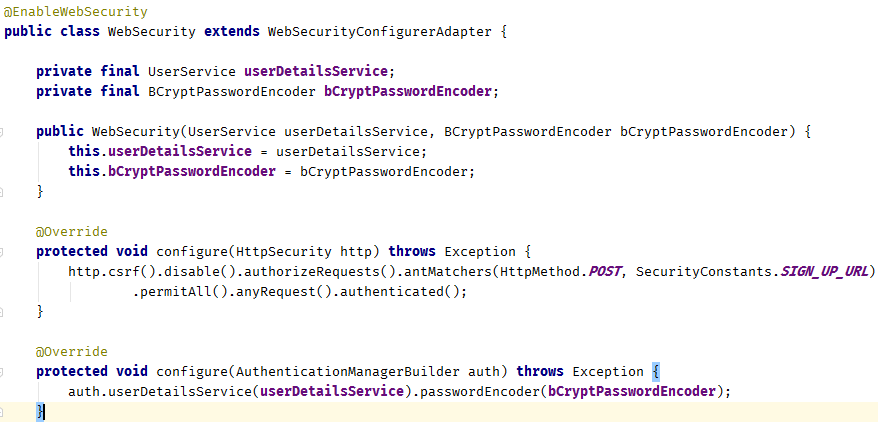 @EnableWebSecurity
public class WebSecurity extends WebSecurityConfigurerAdapter {
private final UserService userDetailsService;
private final BCryptPasswordEncoder bCryptPasswordEncoder;
public WebSecurity(UserService userDetailsService, BCryptPasswordEncoder bCryptPasswordEncoder) {
this.userDetailsService = userDetailsService;
this.bCryptPasswordEncoder = bCryptPasswordEncoder;
}
@Override
protected void configure(HttpSecurity http) throws Exception {
http.csrf().disable().authorizeRequests().antMatchers(HttpMethod.POST, SecurityConstants.SIGN_UP_URL)
.permitAll().anyRequest().authenticated();
}
@Override
protected void configure(AuthenticationManagerBuilder auth) throws Exception {
auth.userDetailsService(userDetailsService).passwordEncoder(bCryptPasswordEncoder);
}